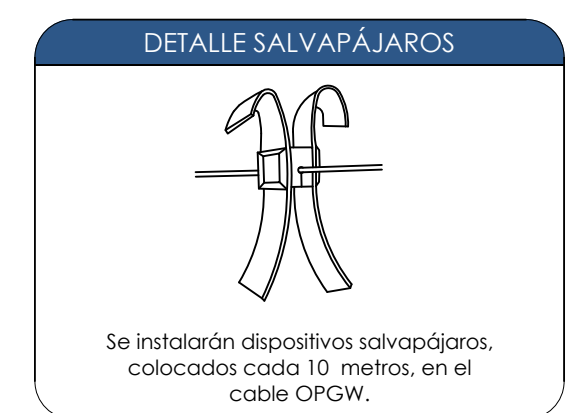 DETALLE SALVAPÁJAROS
Se instalarán dispositivos salvapájaros,
colocados cada 10 metros, en el
cable OPGW.